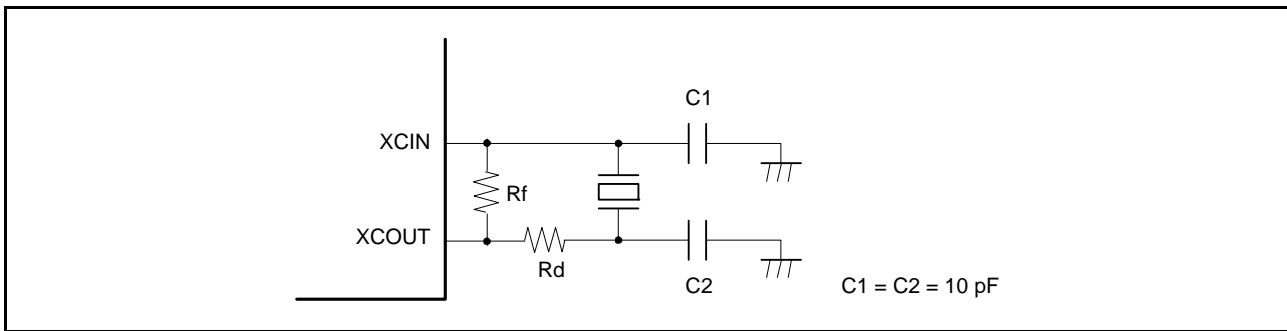 C1
XCIN
Rf
XCOUT
Rd
C2
C1 = C2 = 10 pF